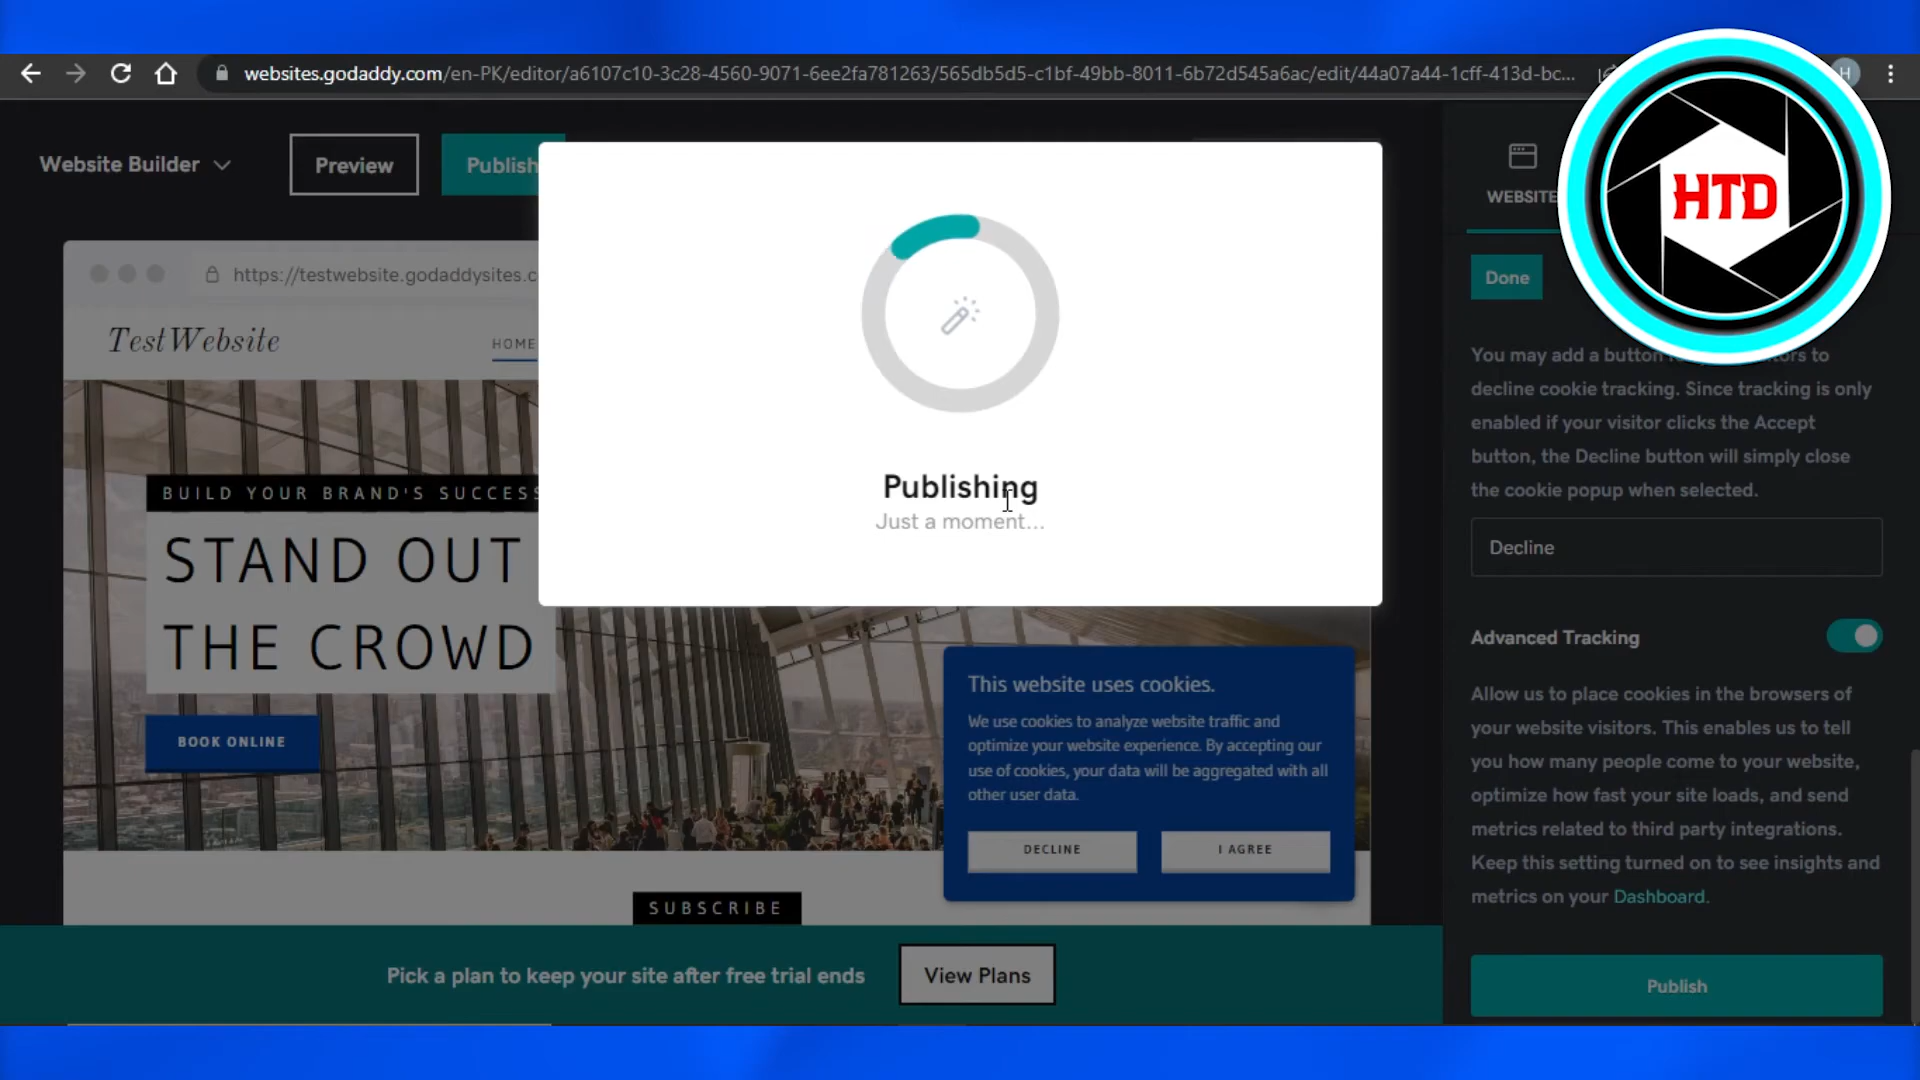 websites.godaddy.com/en-PK/editor/a6107c10-3c28-4560-9071-6ee2fa781263/565db5d5-c1bf-49bb-8011-6b72d545a6ac/edit/44a07a44-1cff-413d-bc...
H
HTD
Website Builder
Preview
Publish
WEBSITE
Done
https://testwebsite.godaddysites.c
TestWebsite
HOME
Publishing
Just a moment...
BUILD YOUR BRAND'S SUCCESS
STAND OUT
THE CROWD
BOOK ONLINE
This website uses cookies.
We use cookies to analyze website traffic and
optimize your website experience. By accepting our
use of cookies, your data will be aggregated with all
other user data.
DECLINE
I AGREE
SUBSCRIBE
Pick a plan to keep your site after free trial ends
View Plans
You may add a button
decline cookie tracking. Since tracking is only
enabled if your visitor clicks the Accept
button, the Decline button will simply close
the cookie popup when selected.
Decline
Advanced Tracking
Allow us to place cookies in the browsers of
your website visitors. This enables us to tell
you how many people come to your website,
optimize how fast your site loads, and send
metrics related to third party integrations.
Keep this setting turned on to see insights and
metrics on your Dashboard.
Publish